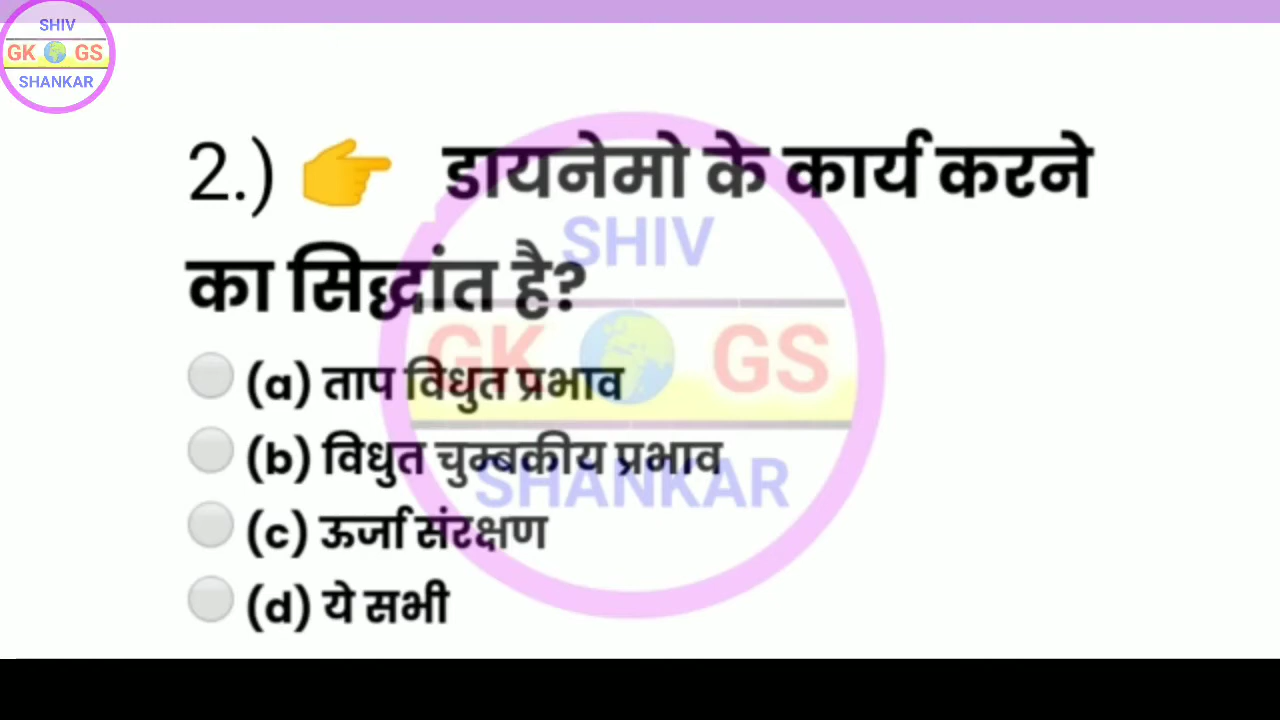 SHIV
GK GS
SHANKAR
2.) 👉 डायनेमो के कार्य करने
का सिद्धांत है?
SHIV
GK GS
(a) ताप विधुत प्रभाव
(b) विधुत चुम्बकीय प्रभाव
SHANKAR
(c) ऊर्जा संरक्षण
(d) ये सभी